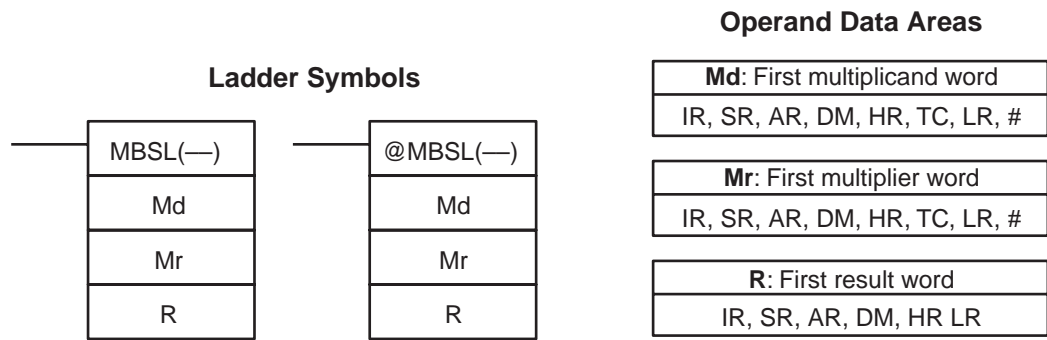 Operand Data Areas
Ladder Symbols
MBSL(––)
Md
Mr
R
@MBSL(––)
Md
Mr
R
Md: First multiplicand word
IR, SR, AR, DM, HR, TC, LR, #
Mr: First multiplier word
IR, SR, AR, DM, HR, TC, LR, #
R: First result word
IR, SR, AR, DM, HR LR